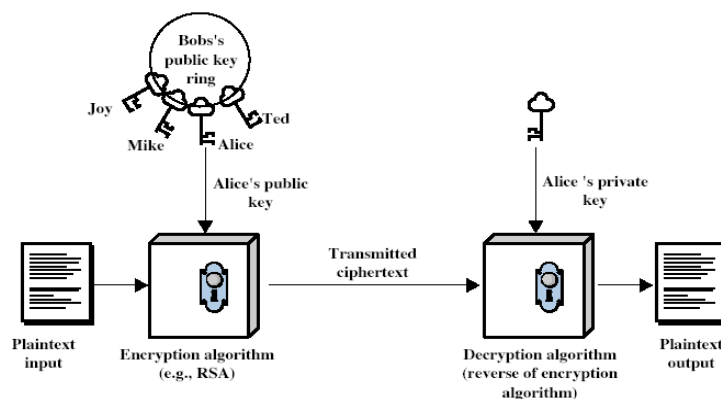 Bobs's
public key
ring
Joy
Ted
Mike
Alice
Alice's public
key
Alice 's private
key
Transmitted
ciphertext
Plaintext
input
Encryption algorithm
(e.g., RSA)
Decryption algorithm
(reverse of encryption
algorithm)
Plaintext
output